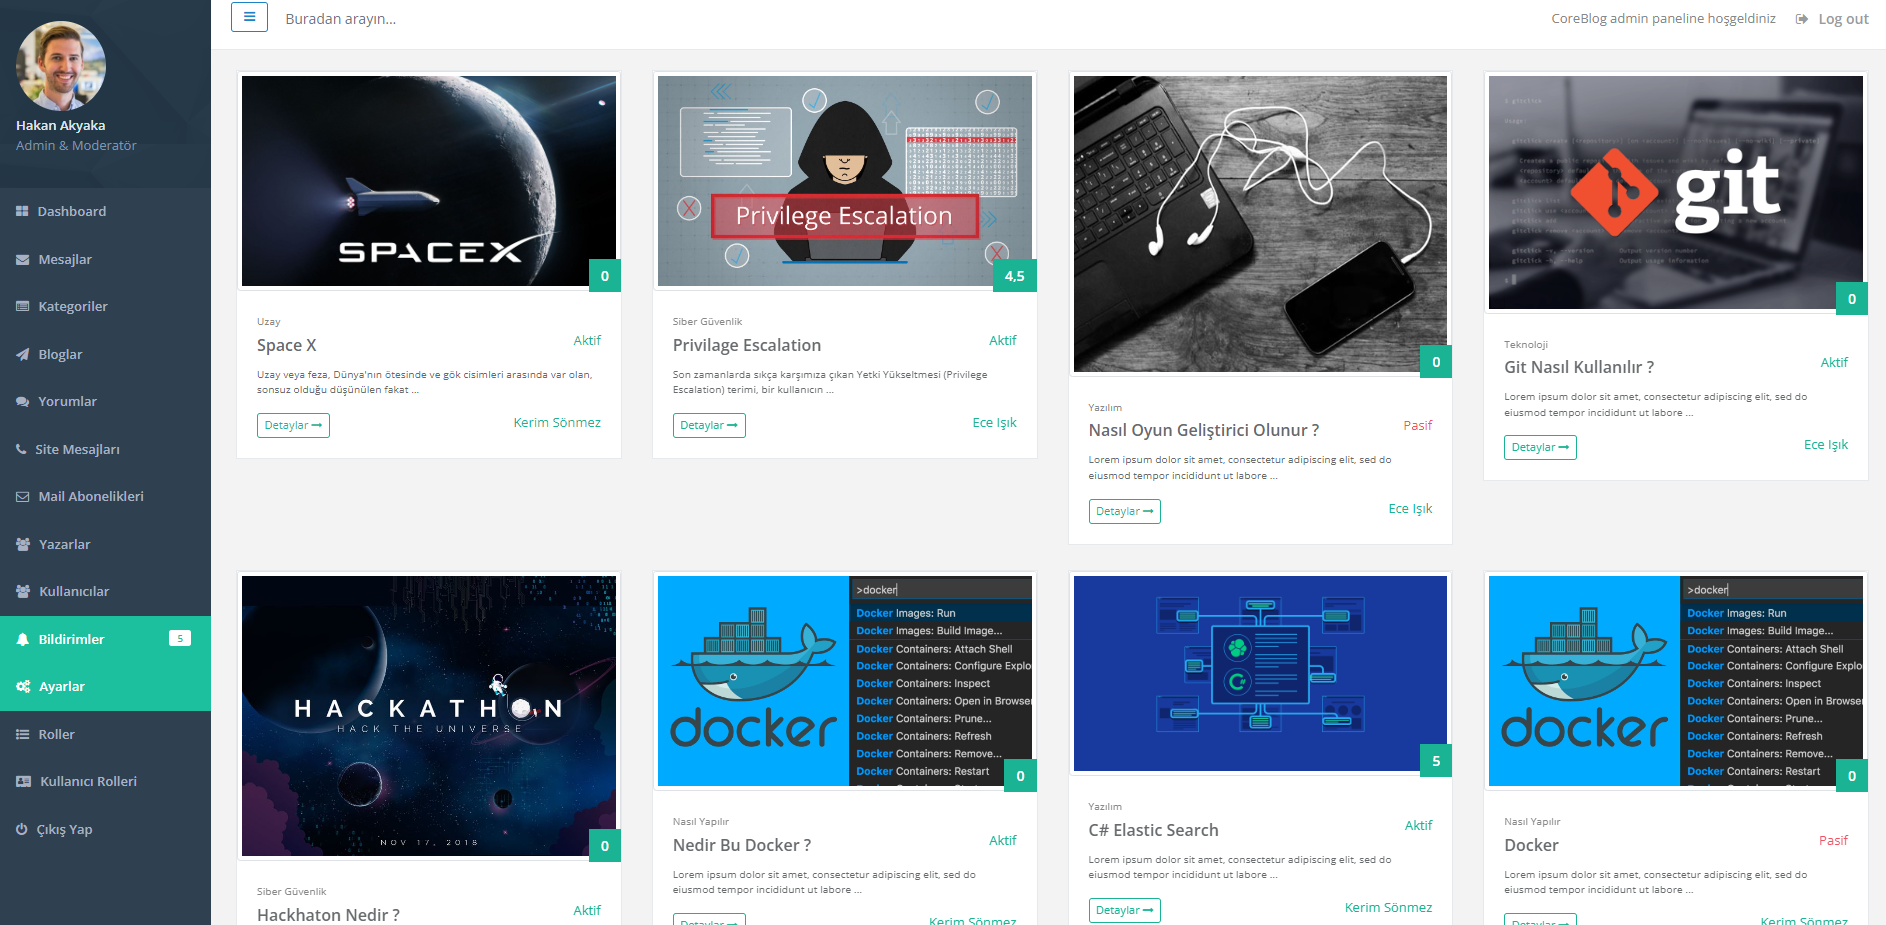 Hakan Akyaka
Admin & Moderatör
Dashboard
Mesajlar
Kategoriler
Bloglar
Yorumlar
Site Mesajları
Mail Abonelikleri
Yazarlar
Kullanıcılar
Bildirimler 5
Ayarlar
Roller
Kullanıcı Rolleri
Çıkış Yap
Buradan arayın...
CoreBlog admin paneline hoşgeldiniz
Log out
SPACEX
0
Uzay
Space X
Aktif
Uzay veya feza, Dünya'nın ötesinde ve gök cisimleri arasında var olan,
sonsuz olduğu düşünülen fakat ...
Detaylar
Kerim Sönmez
Privilege Escalation
4,5
Siber Güvenlik
Privilage Escalation
Aktif
Son zamanlarda sıkça karşımıza çıkan Yetki Yükseltmesi (Privilege
Escalation) terimi, bir kullanıcın ...
Detaylar
Ece Işık
0
Yazılım
Nasıl Oyun Geliştirici Olunur ?
Pasif
Lorem ipsum dolor sit amet, consectetur adipiscing elit, sed do
eiusmod tempor incididunt ut labore ...
Detaylar
Ece Işık
git
0
Teknoloji
Git Nasıl Kullanılır ?
Aktif
Lorem ipsum dolor sit amet, consectetur adipiscing elit, sed do
eiusmod tempor incididunt ut labore ...
Detaylar
Ece Işık
HACKATHON
HACK THE UNIVERSE
NOV 17, 2018
0
Siber Güvenlik
Hackhaton Nedir ?
Aktif
docker
>docker
Docker Images: Run
Docker Images: Build Image...
Docker Containers: Attach Shell
Docker Containers: Configure Explo
Docker Containers: Inspect
Docker Containers: Open in Browser
Docker Containers: Prune...
Docker Containers: Refresh
Docker Containers: Remove...
Docker Containers: Restart
0
Nasıl Yapılır
Nedir Bu Docker ?
Aktif
Lorem ipsum dolor sit amet, consectetur adipiscing elit, sed do
eiusmod tempor incididunt ut labore ...
Detaylar
Kerim Sönmez
C#
5
Yazılım
C# Elastic Search
Aktif
Lorem ipsum dolor sit amet, consectetur adipiscing elit, sed do
eiusmod tempor incididunt ut labore ...
Detaylar
Kerim Sönmez
docker
>docker
Docker Images: Run
Docker Images: Build Image...
Docker Containers: Attach Shell
Docker Containers: Configure Explo
Docker Containers: Inspect
Docker Containers: Open in Browser
Docker Containers: Prune...
Docker Containers: Refresh
Docker Containers: Remove...
Docker Containers: Restart
0
Nasıl Yapılır
Docker
Pasif
Lorem ipsum dolor sit amet, consectetur adipiscing elit, sed do
eiusmod tempor incididunt ut labore ...
Detaylar
Kerim Sönmez